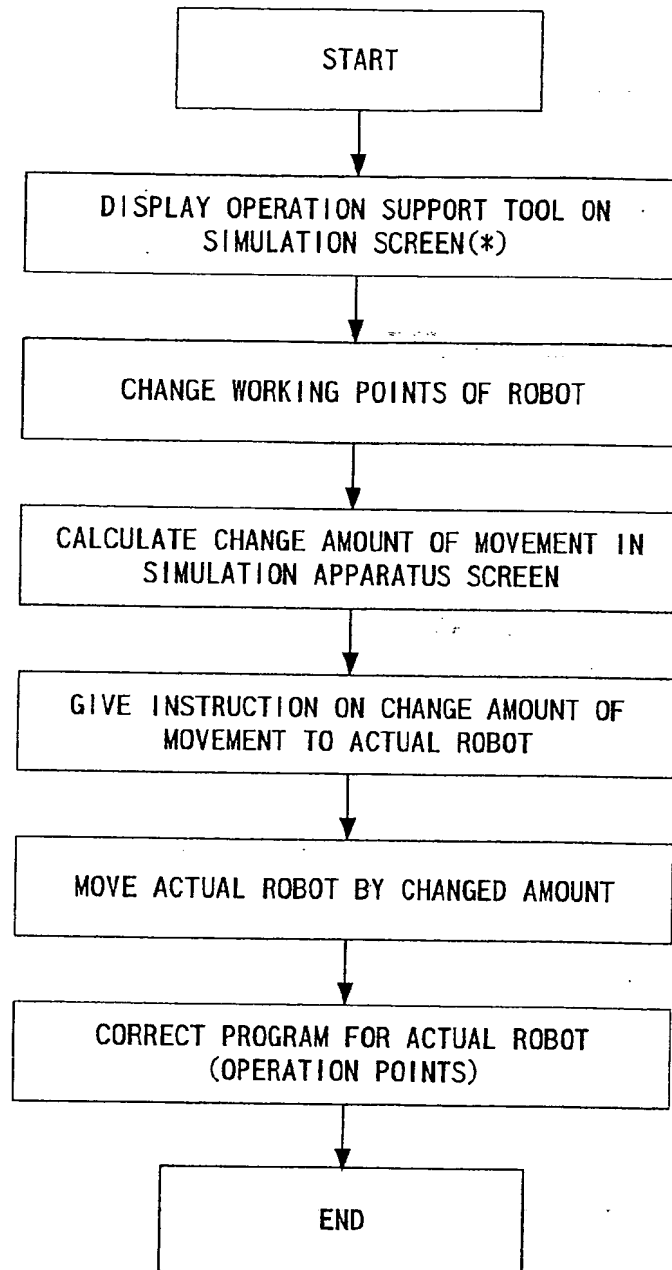 START
DISPLAY OPERATION SUPPORT TOOL ON
SIMULATION SCREEN(*)
CHANGE WORKING POINTS OF ROBOT
CALCULATE CHANGE AMOUNT OF MOVEMENT IN
SIMULATION APPARATUS SCREEN
GIVE INSTRUCTION ON CHANGE AMOUNT OF
MOVEMENT TO ACTUAL ROBOT
MOVE ACTUAL ROBOT BY CHANGED AMOUNT
CORRECT PROGRAM FOR ACTUAL ROBOT
(OPERATION POINTS)
END